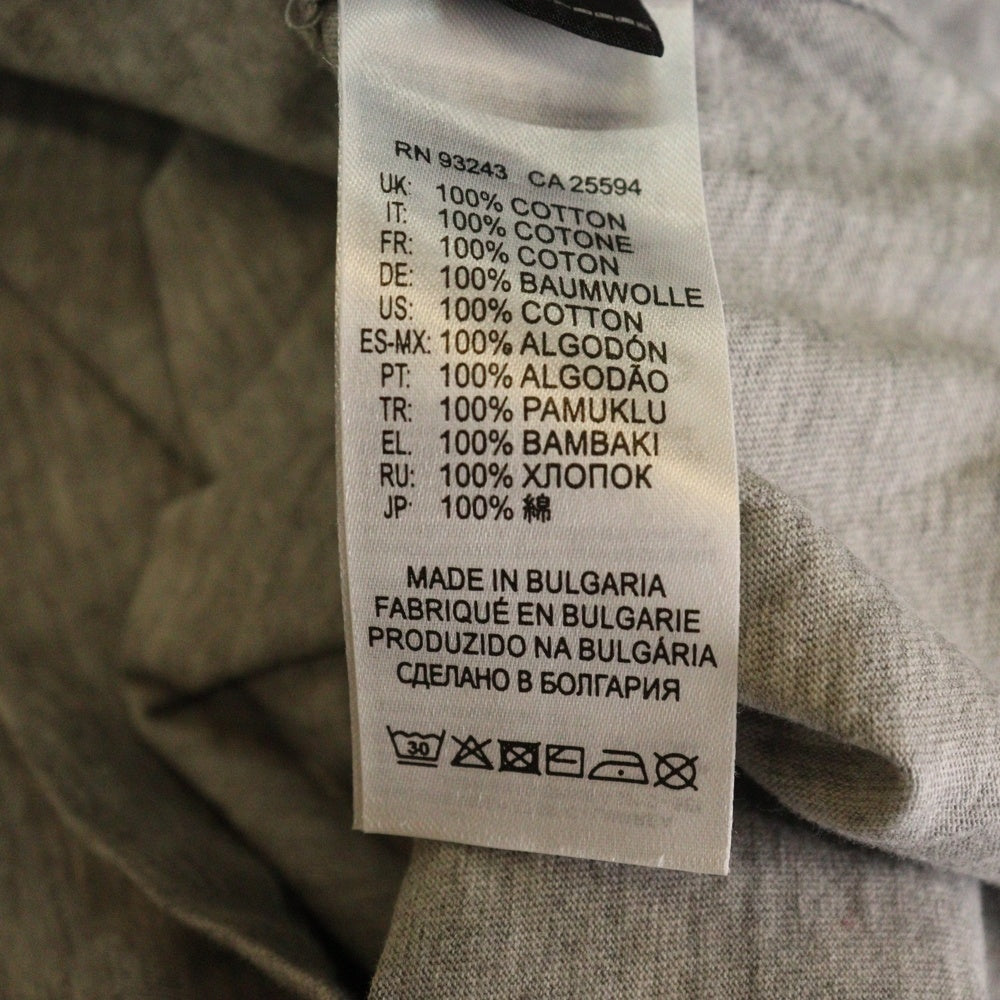 RN 93243 CA 25594
UK: 100% COTTON
IT: 100% COTONE
FR: 100% COTON
DE: 100% BAUMWOLLE
US: 100% COTTON
ES-MX: 100% ALGODÓN
PT: 100% ALGODÃO
TR: 100% PAMUKLU
EL. 100% BAMBAKI
RU: 100% ХЛОПОК
JP: 100% 綿
MADE IN BULGARIA
FABRIQUÉ EN BULGARIE
PRODUZIDO NA BULGÁRIA
СДЕЛАНО В БОЛГАРИЯ
30